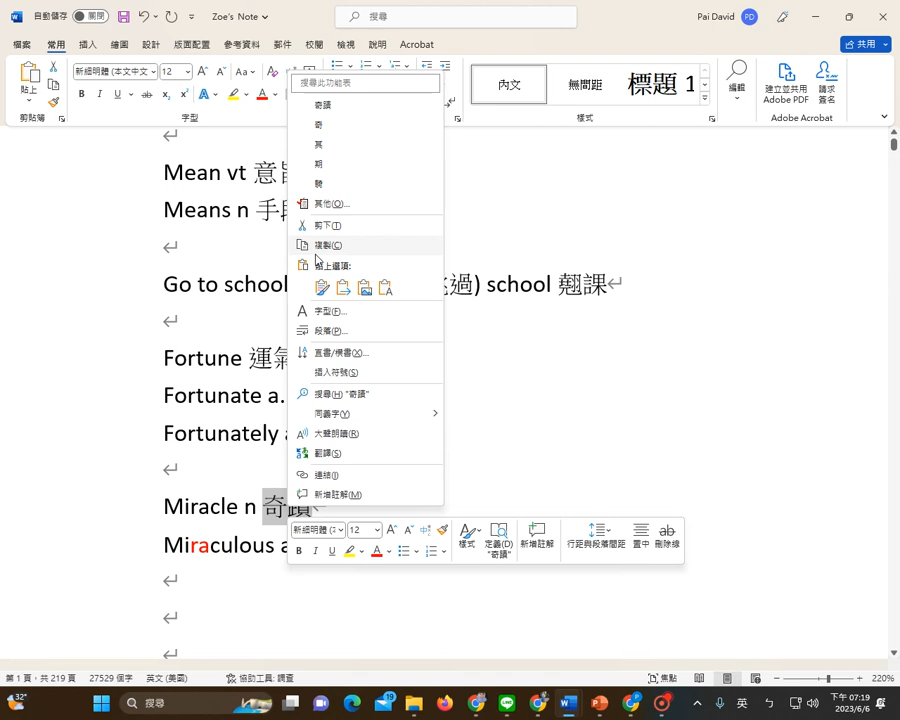 自動儲存 關閉 Zoe's Note 搜尋 Pai David PD
檔案 常用 插入 繪圖 設計 版面配置 參考資料 郵件 校閱 檢視 說明 Acrobat 共用
新細明體 (本文中文 12 A A Aa A
貼上 B I U ab x₂ x² A A
內文 無間距 標題 1
編輯 建立並共用 Adobe PDF 請求簽名
剪貼簿 字型 樣式 Adobe Acrobat
搜尋此功能表
奇蹟
奇
其
期
騎
其他(O)...
剪下(T)
複製(C)
貼上選項:
字型(F)...
段落(P)...
直書/橫書(X)...
插入符號(S)
搜尋(H) "奇蹟"
同義字(Y)
大聲朗讀(R)
翻譯(S)
連結(I)
新增註解(M)
Mean vt 意
Means n 手
Go to school 過) school 翹課
Fortune 運氣
Fortunate a.
Fortunately a
Miracle n 奇蹟
Miraculous a
新細明體 (本 12 A A
B I U A
樣式 定義(D) "奇蹟" 新增註解 行距與段落間距 置中 刪除線
第 1 頁，共 219 頁 27529 個字 英文 (美國) 協助工具: 調查 焦點 220%
32° 搜尋 19 英 下午 07:19
2023/6/6